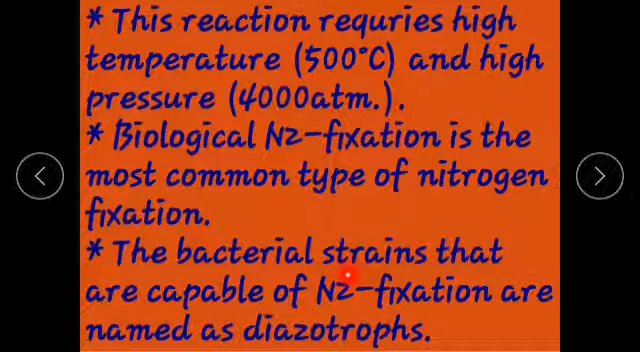 * This reaction requries high
temperature (500°C) and high
pressure (4000atm.).
* Biological N2-fixation is the
most common type of nitrogen
fixation.
* The bacterial strains that
are capable of N2-fixation are
named as diazotrophs.